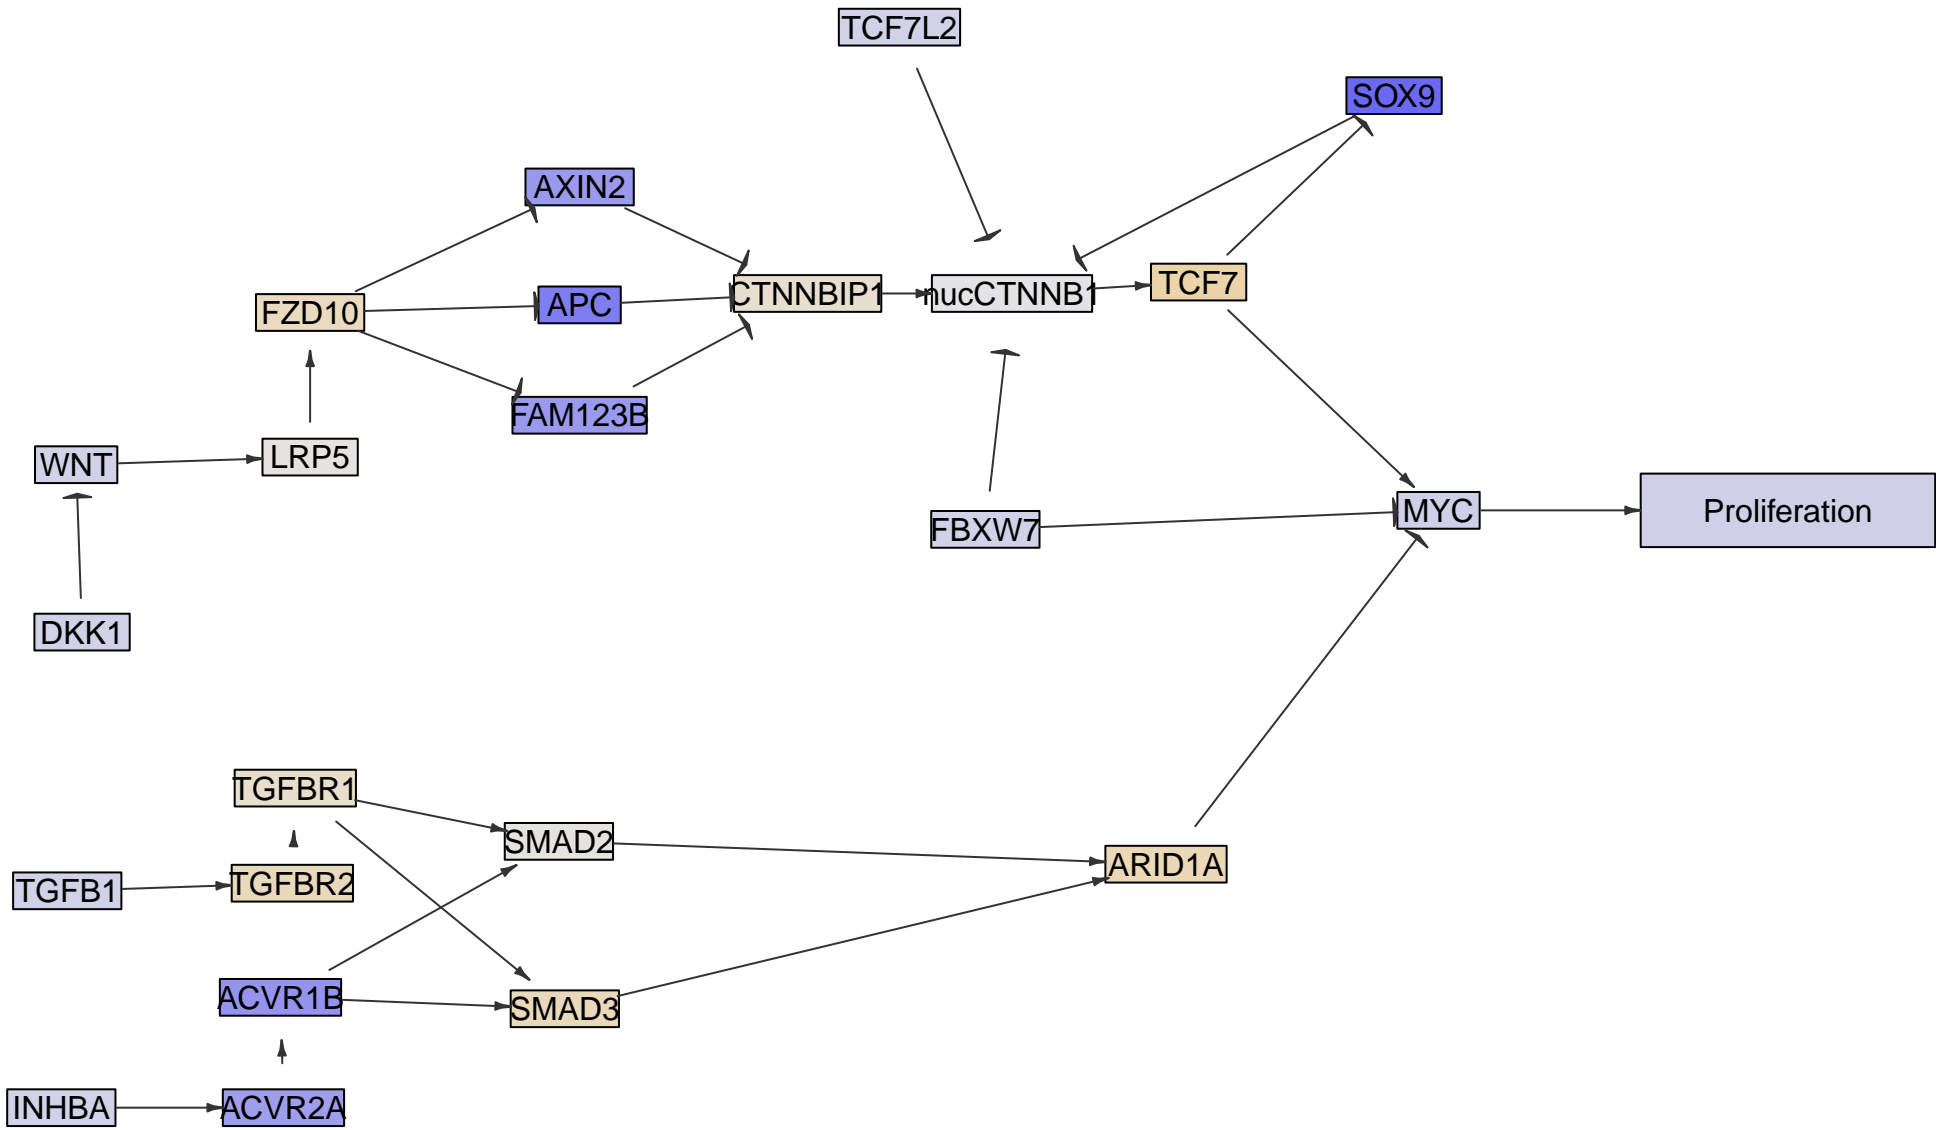 TCF7L2
SOX9
AXIN2
FZD10
APC
CTNNBIP1
nucCTNNB1
TCF7
FAM123B
WNT
LRP5
FBXW7
MYC
Proliferation
DKK1
TGFBR1
SMAD2
TGFB1
TGFBR2
ARID1A
ACVR1B
SMAD3
INHBA
ACVR2A